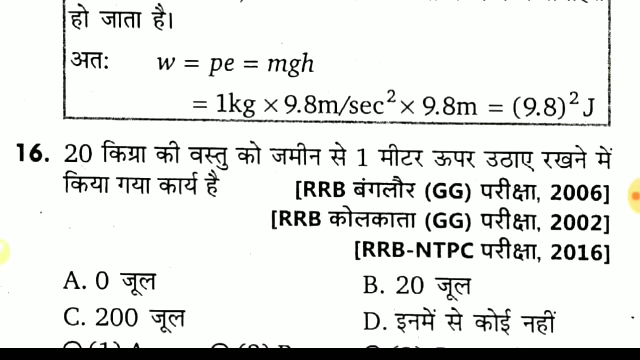 हो जाता है।
अतः w = pe = mgh
= 1kg × 9.8m/sec² × 9.8m = (9.8)² J
16. 20 किग्रा की वस्तु को जमीन से 1 मीटर ऊपर उठाए रखने में
किया गया कार्य है [RRB बंगलौर (GG) परीक्षा, 2006]
[RRB कोलकाता (GG) परीक्षा, 2002]
[RRB-NTPC परीक्षा, 2016]
A. 0 जूल B. 20 जूल
C. 200 जूल D. इनमें से कोई नहीं